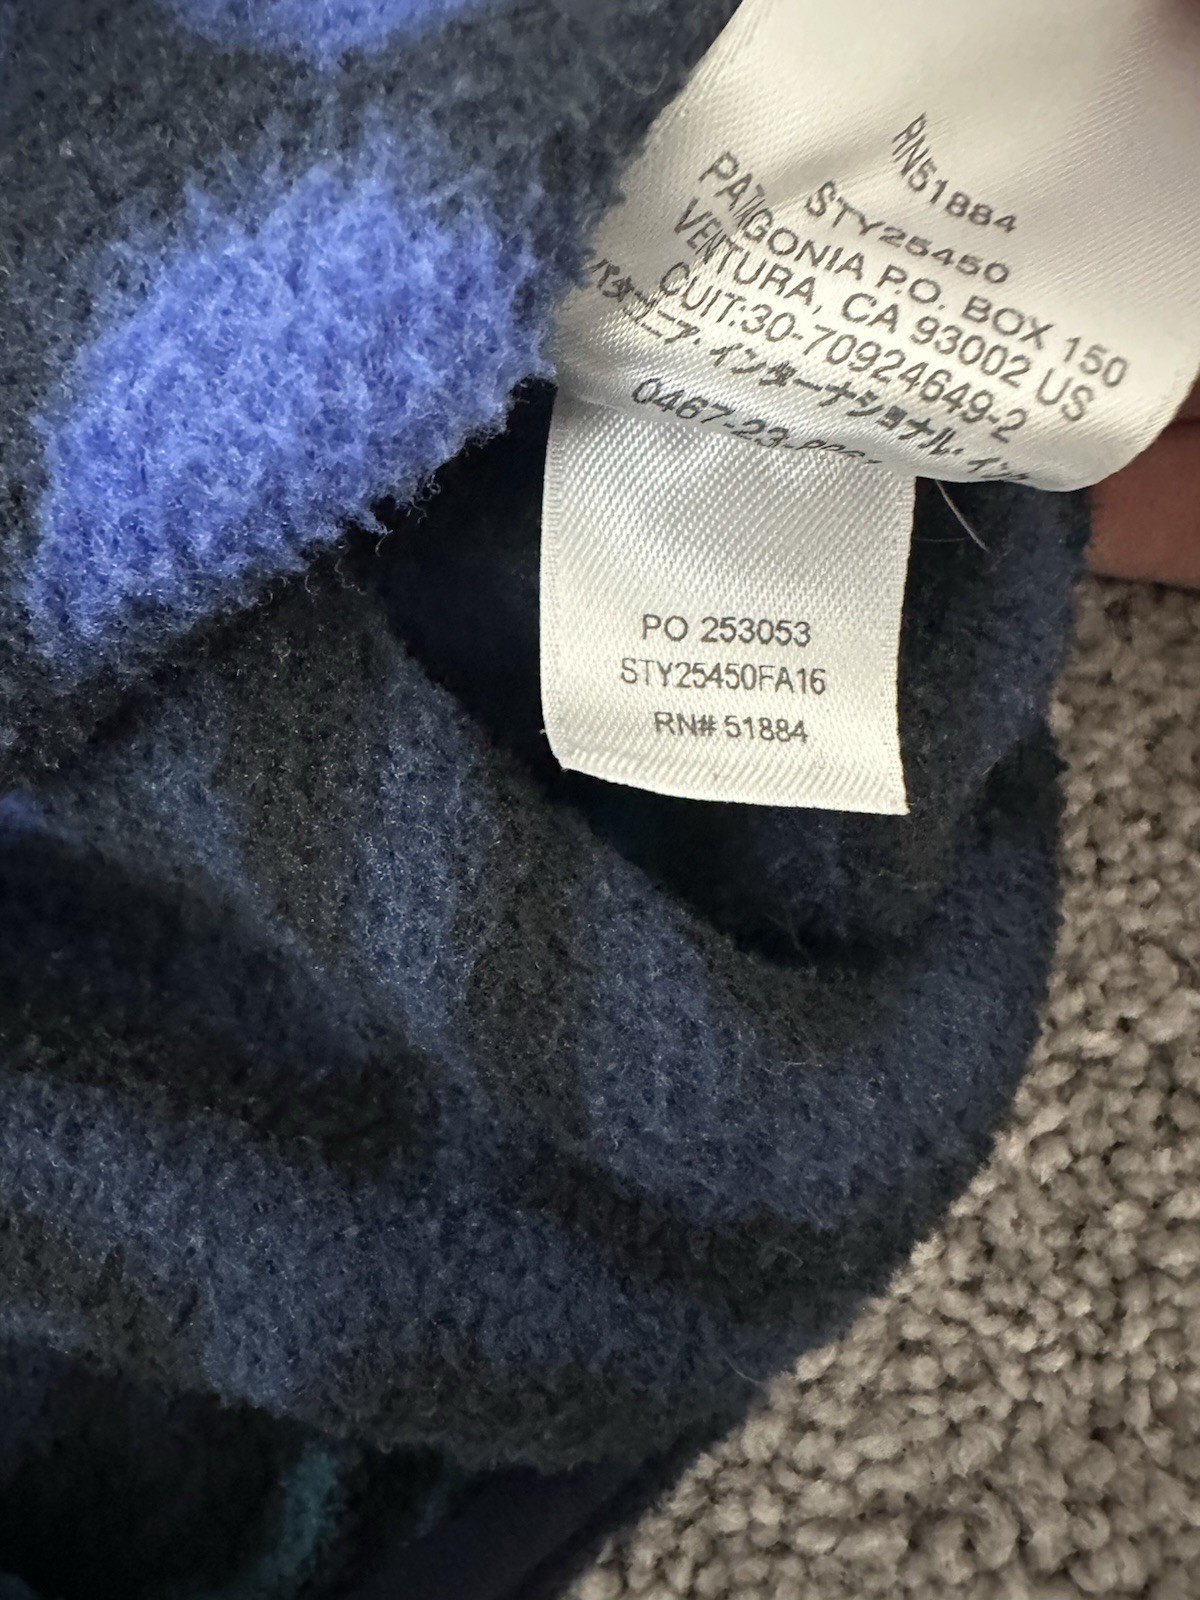 RN51884
STY25450
PATAGONIA P.O. BOX 150
VENTURA, CA 93002 US
CUIT:30-70924649-2
パタゴニア・インターナショナル・イン
PO 253053
STY25450FA16
RN# 51884